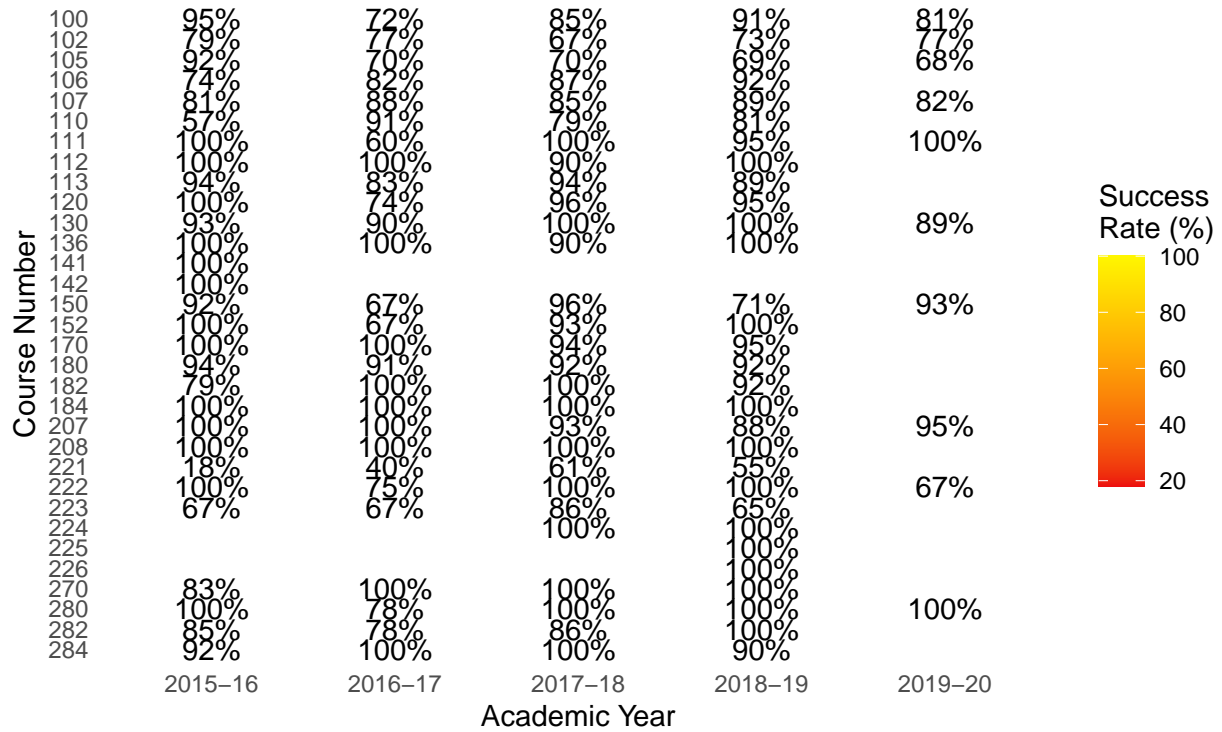 100 95% 72% 85% 91% 81%
102 79% 77% 67% 73% 77%
105 92% 70% 70% 69% 68%
106 74% 82% 87% 92%
107 81% 88% 85% 89% 82%
110 57% 91% 79% 81%
111 100% 60% 100% 95% 100%
112 100% 100% 90% 100%
113 94% 83% 94% 89%
120 100% 74% 96% 95%
130 93% 90% 100% 100% 89%
136 100% 100% 90% 100%
141 100%
142 100%
150 92% 67% 96% 71% 93%
152 100% 67% 93% 100%
170 100% 100% 94% 95%
180 94% 91% 92% 92%
182 79% 100% 100% 92%
184 100% 100% 100% 100%
207 100% 100% 93% 88% 95%
208 100% 100% 100% 100%
221 18% 40% 61% 55%
222 100% 75% 100% 100% 67%
223 67% 67% 86% 65%
224 100% 100%
225 100%
226 100%
270 83% 100% 100% 100%
280 100% 78% 100% 100% 100%
282 85% 78% 86% 100%
284 92% 100% 100% 90%
2015–16 2016–17 2017–18 2018–19 2019–20
Academic Year
Course Number
Success
Rate (%)
100
80
60
40
20